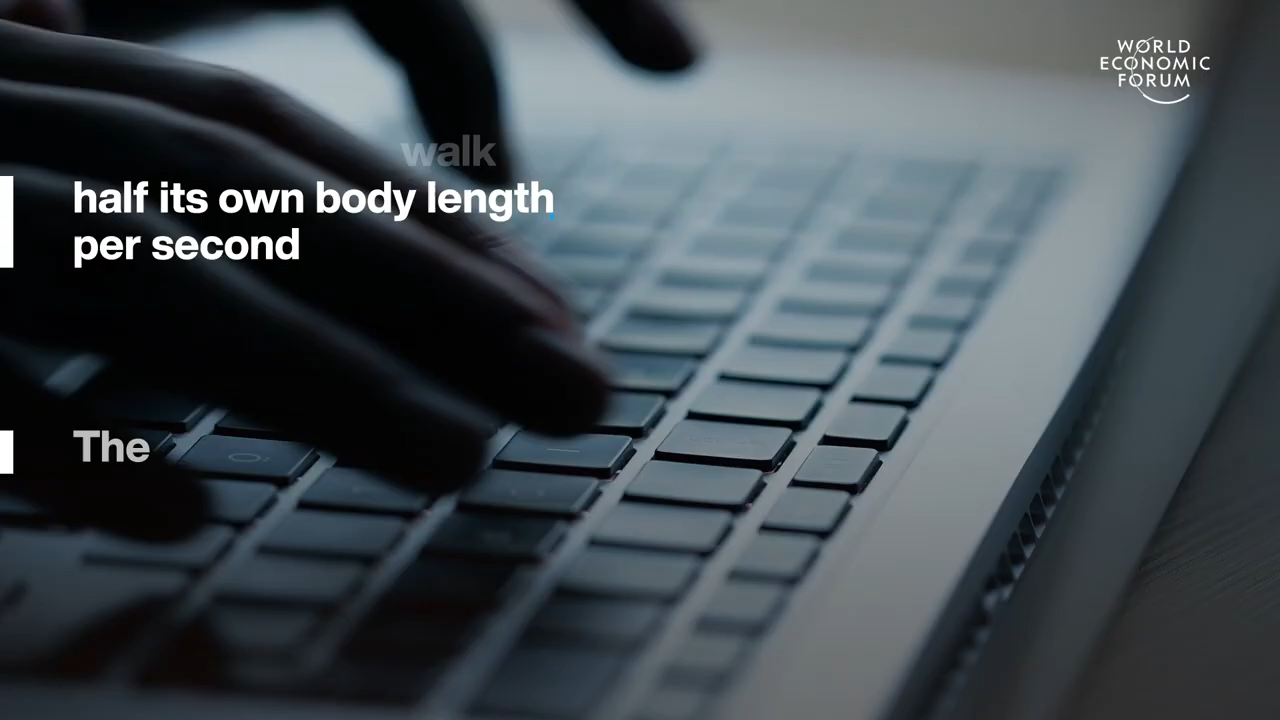 WORLD
ECONOMIC
FORUM
walk
half its own body length
per second
The